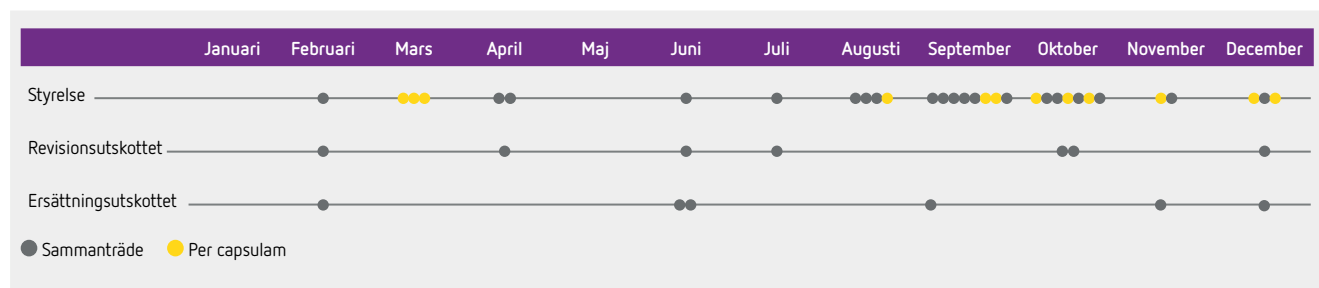 Januari Februari Mars April Maj Juni Juli Augusti September Oktober November December
Styrelse
Revisionsutskottet
Ersättningsutskottet
Sammanträde Per capsulam